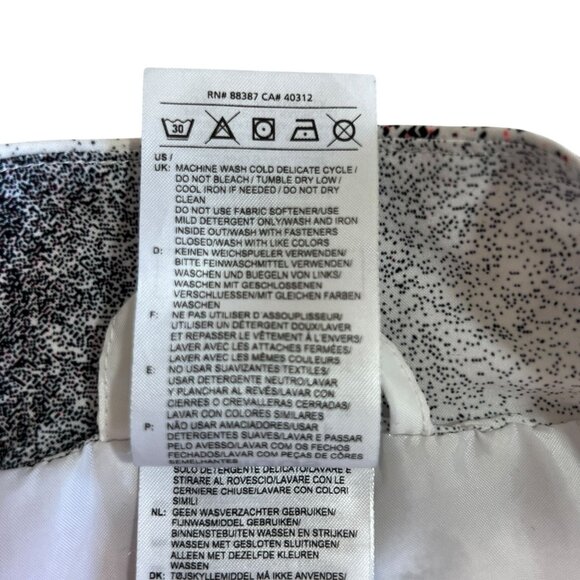 RN# 88387 CA# 40312
30
US /
UK: MACHINE WASH COLD DELICATE CYCLE /
DO NOT BLEACH / TUMBLE DRY LOW /
COOL IRON IF NEEDED / DO NOT DRY
CLEAN
DO NOT USE FABRIC SOFTENER/USE
MILD DETERGENT ONLY/WASH AND IRON
INSIDE OUT/WASH WITH FASTENERS
CLOSED/WASH WITH LIKE COLORS
D: KEINEN WEICHSPUELER VERWENDEN/
BITTE FEINWASCHMITTEL VERWENDEN/
WASCHEN UND BUEGELN VON LINKS/
WASCHEN MIT GESCHLOSSENEN
VERSCHLUESSEN/MIT GLEICHEN FARBEN
WASCHEN
F: NE PAS UTILISER D'ASSOUPLISSEUR/
UTILISER UN DÉTERGENT DOUX/LAVER
ET REPASSER LE VÊTEMENT À L'ENVERS/
LAVER AVEC LES ATTACHES FERMÉES/
LAVER AVEC LES MÊMES COULEURS
E: NO USAR SUAVIZANTES TEXTILES/
USAR DETERGENTE NEUTRO/LAVAR
Y PLANCHAR AL REVÉS/LAVAR CON
CIERRES O CREMALLERAS CERRADAS/
LAVAR CON COLORES SIMILARES
P: NÃO USAR AMACIADORES/USAR
DETERGENTES SUAVES/LAVAR E PASSAR
PELO AVESSO/LAVAR COM OS FECHOS
FECHADOS/LAVAR COM PEÇAS DE CÔRES
SEMELHANTES
SOLO DETERGENTE DELICATO/LAVARE E
STIRARE AL ROVESCIO/LAVARE CON LE
CERNIERE CHIUSE/LAVARE CON COLORI
SIMILI
NL: GEEN WASVERZACHTER GEBRUIKEN/
FIJNWASMIDDEL GEBRUIKEN/
BINNENSTEBUITEN WASSEN EN STRIJKEN/
WASSEN MET GESLOTEN SLUITINGEN/
ALLEEN MET DEZELFDE KLEUREN
WASSEN
DK: TØJSKYLLEMIDDEL MÅ IKKE ANVENDES/